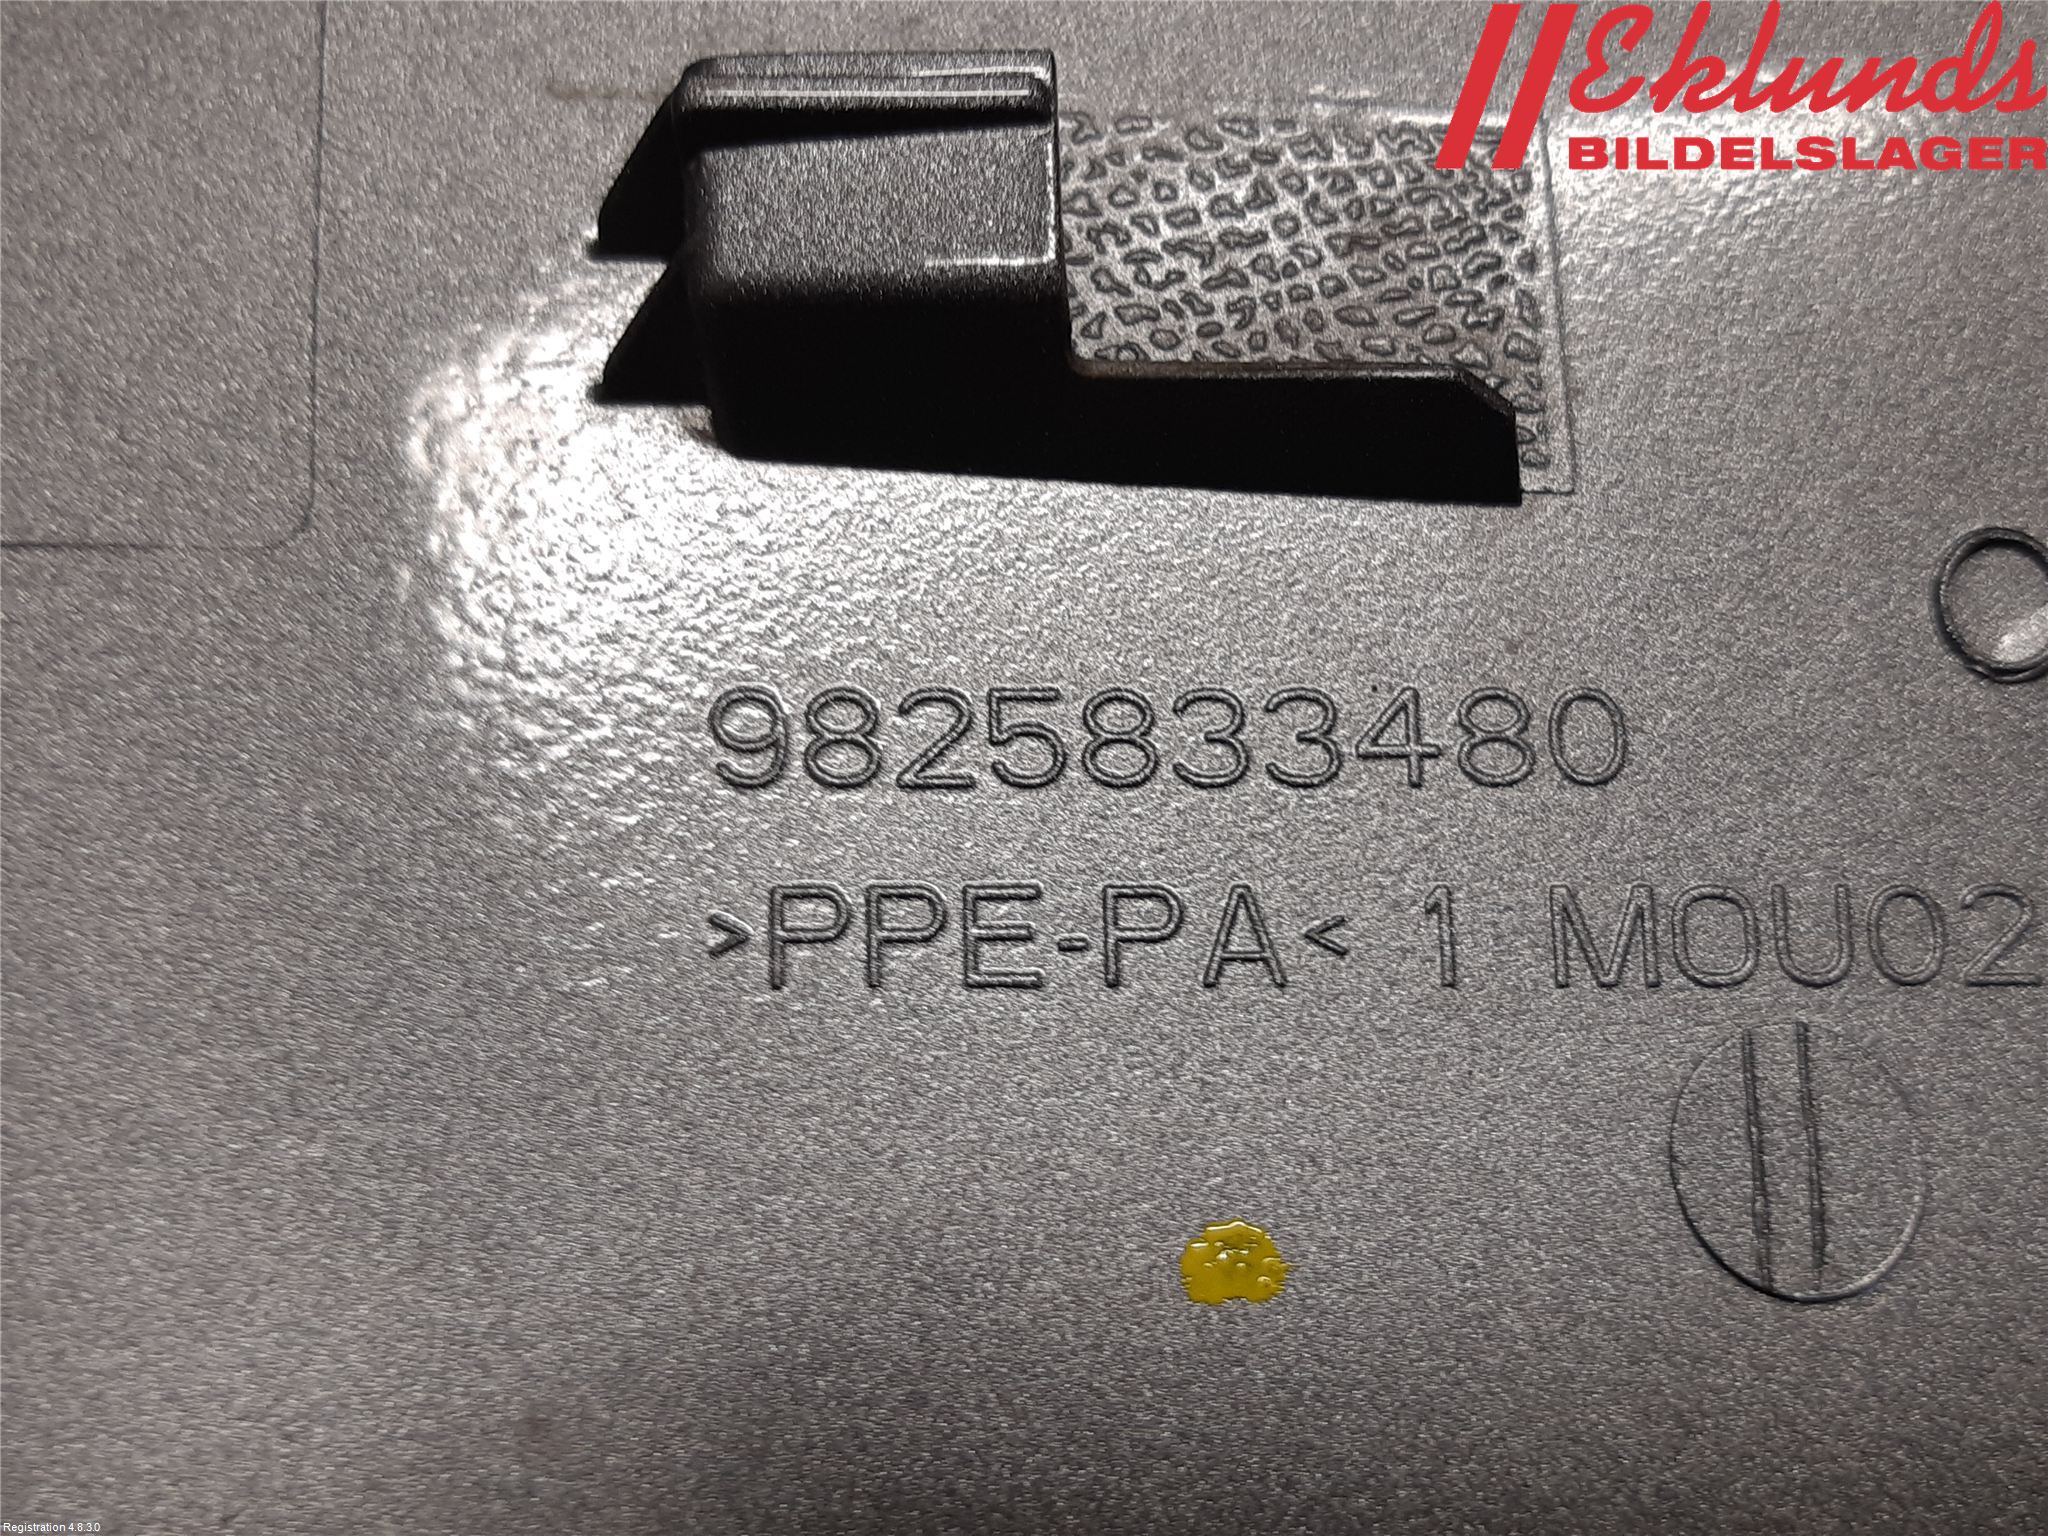 Eklunds
BILDELSLAGER
9825833480
>PPE-PA< 1 MOU02
Registration 4.8.3.0